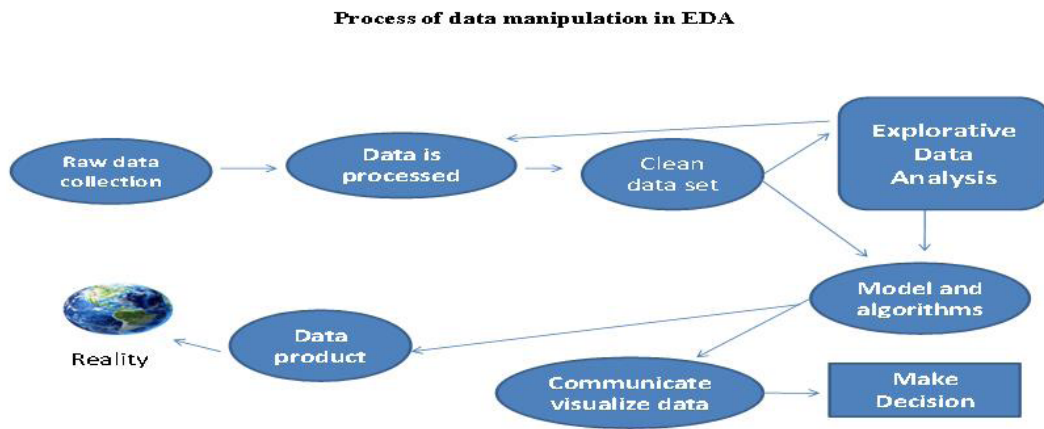 Process of data manipulation in EDA
Raw data
collection
Data is
processed
Clean
data set
Explorative
Data
Analysis
Model and
algorithms
Data
product
Reality
Communicate
visualize data
Make
Decision